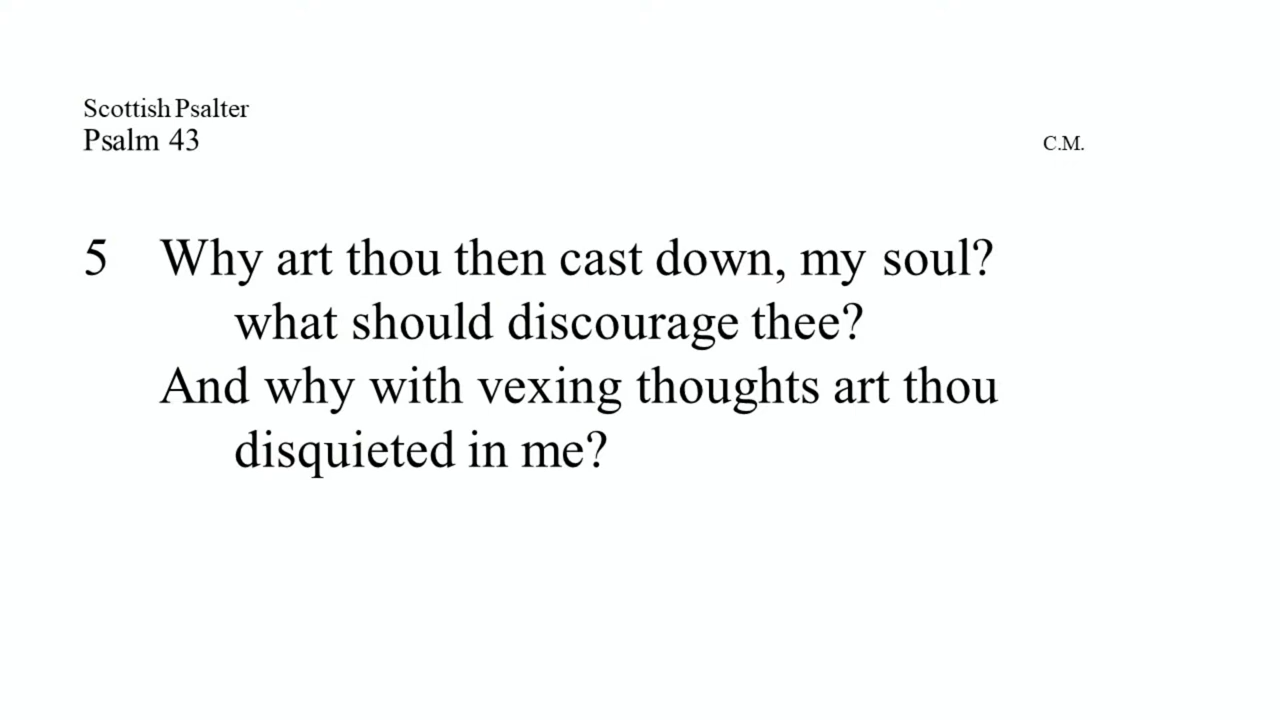 Scottish Psalter
Psalm 43
C.M.
5 Why art thou then cast down, my soul?
what should discourage thee?
And why with vexing thoughts art thou
disquieted in me?